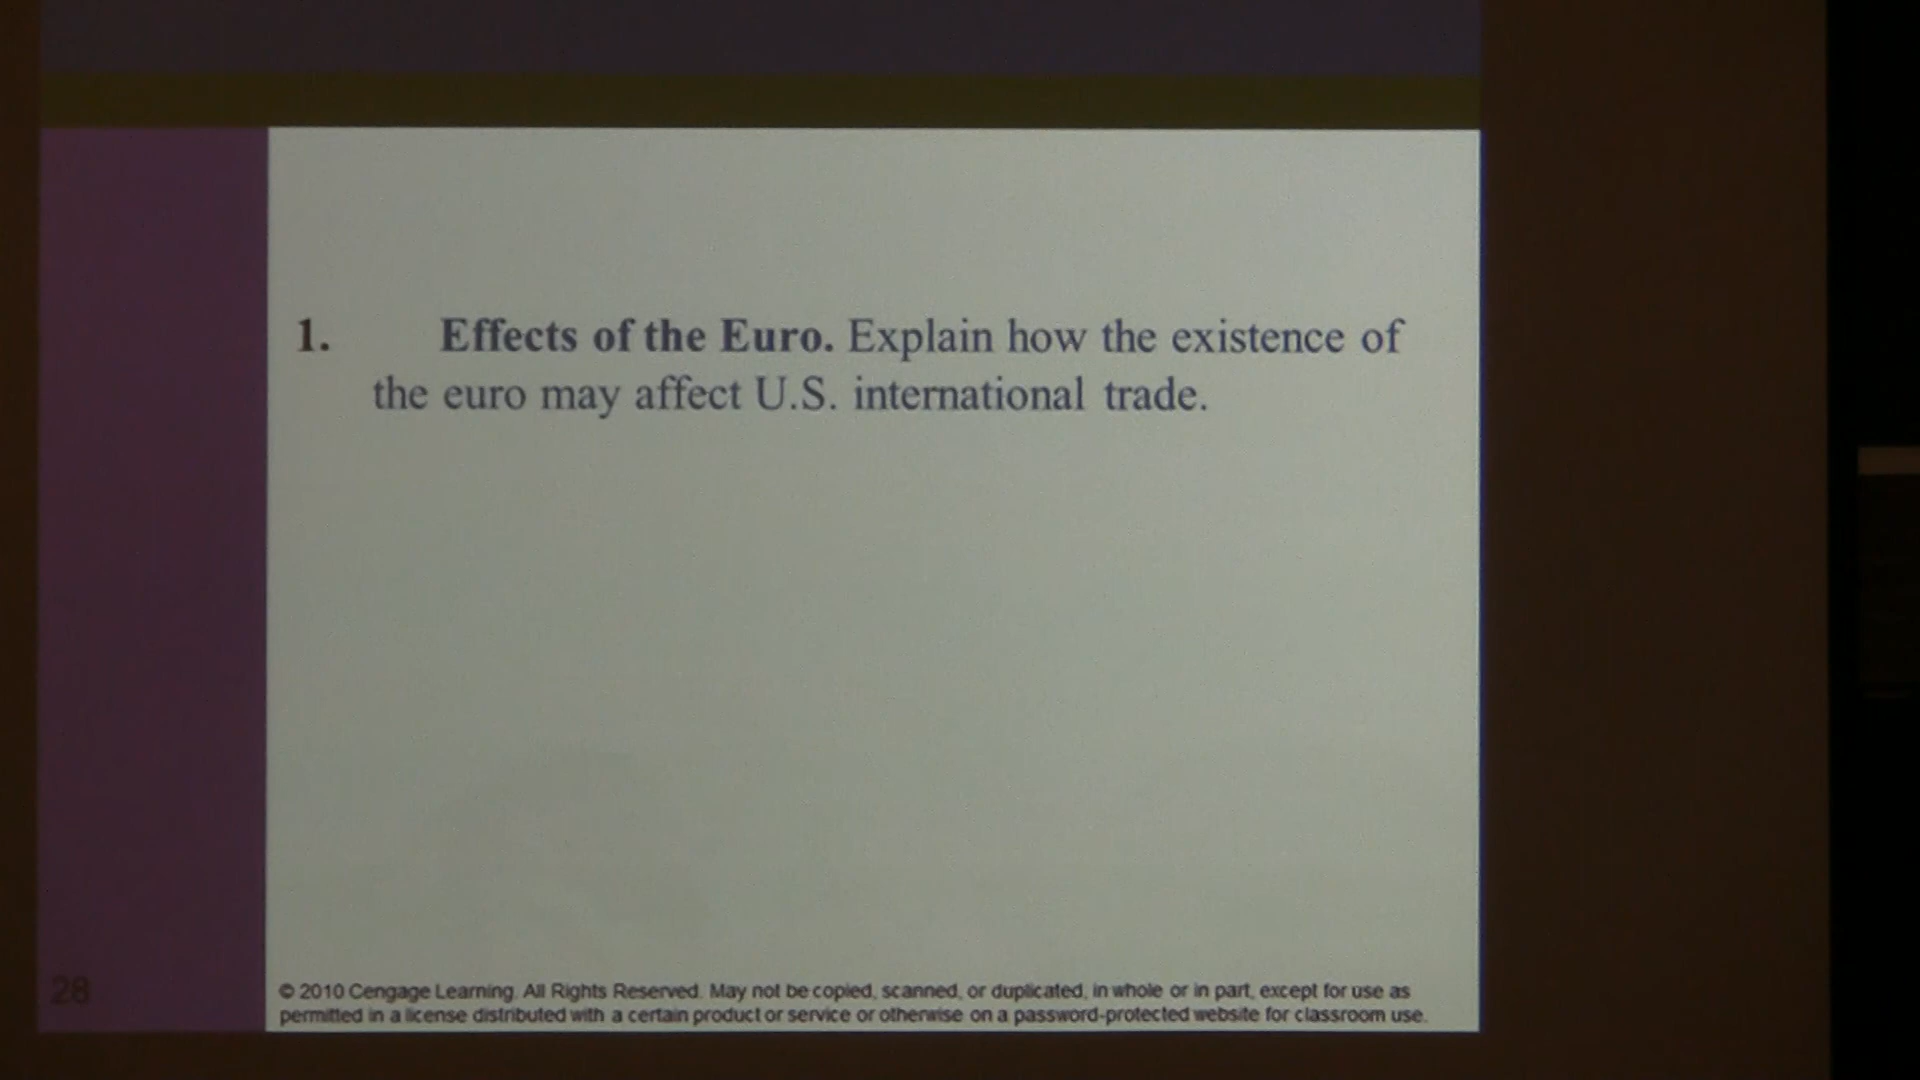 1. Effects of the Euro. Explain how the existence of
the euro may affect U.S. international trade.
28
© 2010 Cengage Learning. All Rights Reserved. May not be copied, scanned, or duplicated, in whole or in part, except for use as
permitted in a license distributed with a certain product or service or otherwise on a password-protected website for classroom use.